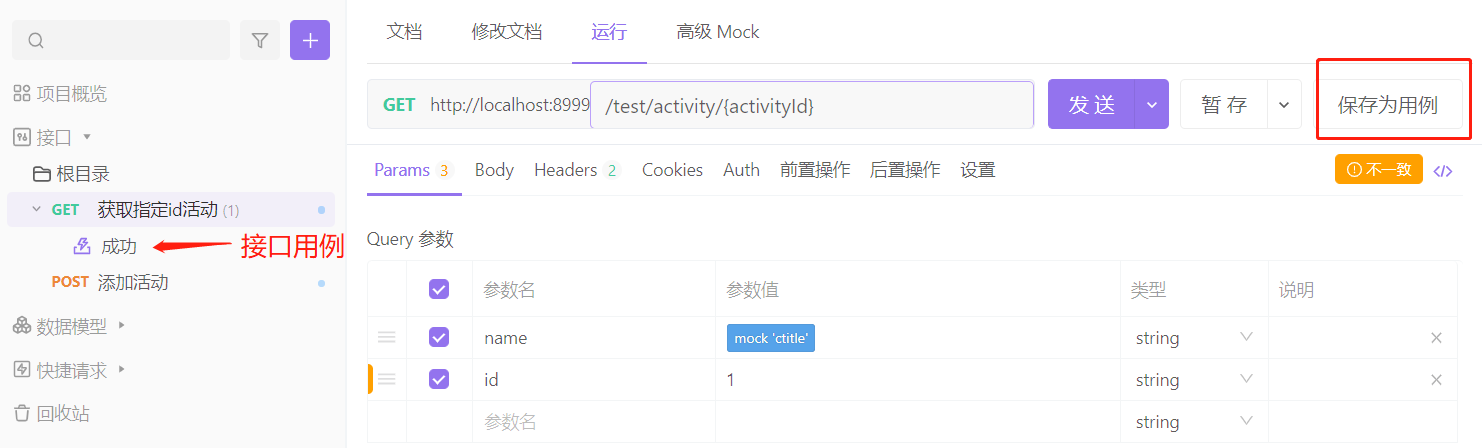 文档 修改文档 运行 高级 Mock
项目概览
接口
根目录
GET 获取指定id活动 (1)
成功 接口用例
POST 添加活动
数据模型
快捷请求
回收站
GET http://localhost:8999 /test/activity/{activityId} 发送 暂存 保存为用例
Params 3 Body Headers 2 Cookies Auth 前置操作 后置操作 设置 不一致 </>
Query 参数
参数名 参数值 类型 说明
name mock 'ctitle' string
id 1 string
参数名 string